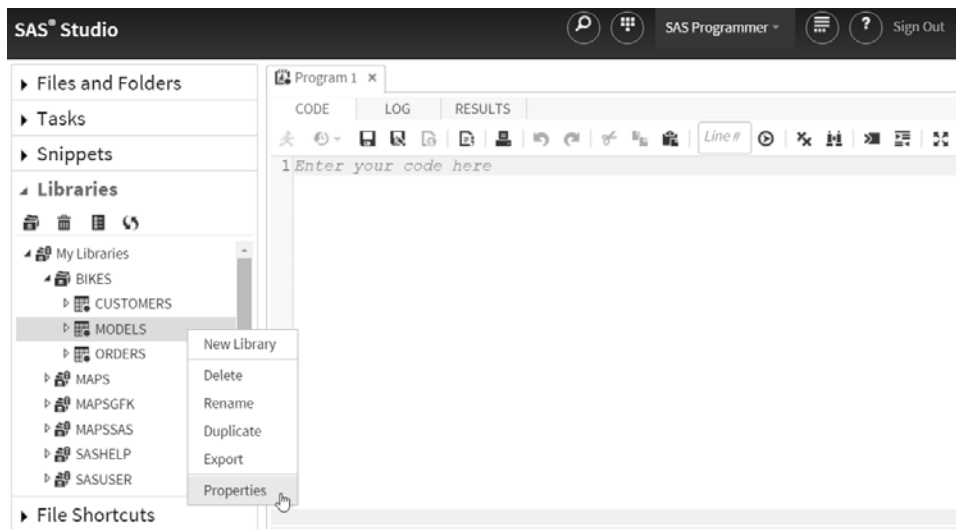 SAS® Studio
SAS Programmer
Sign Out
Files and Folders
Tasks
Snippets
Libraries
My Libraries
BIKES
CUSTOMERS
MODELS
ORDERS
MAPS
MAPSGFK
MAPSSAS
SASHELP
SASUSER
File Shortcuts
New Library
Delete
Rename
Duplicate
Export
Properties
Program 1 ×
CODE LOG RESULTS
Line #
1 Enter your code here